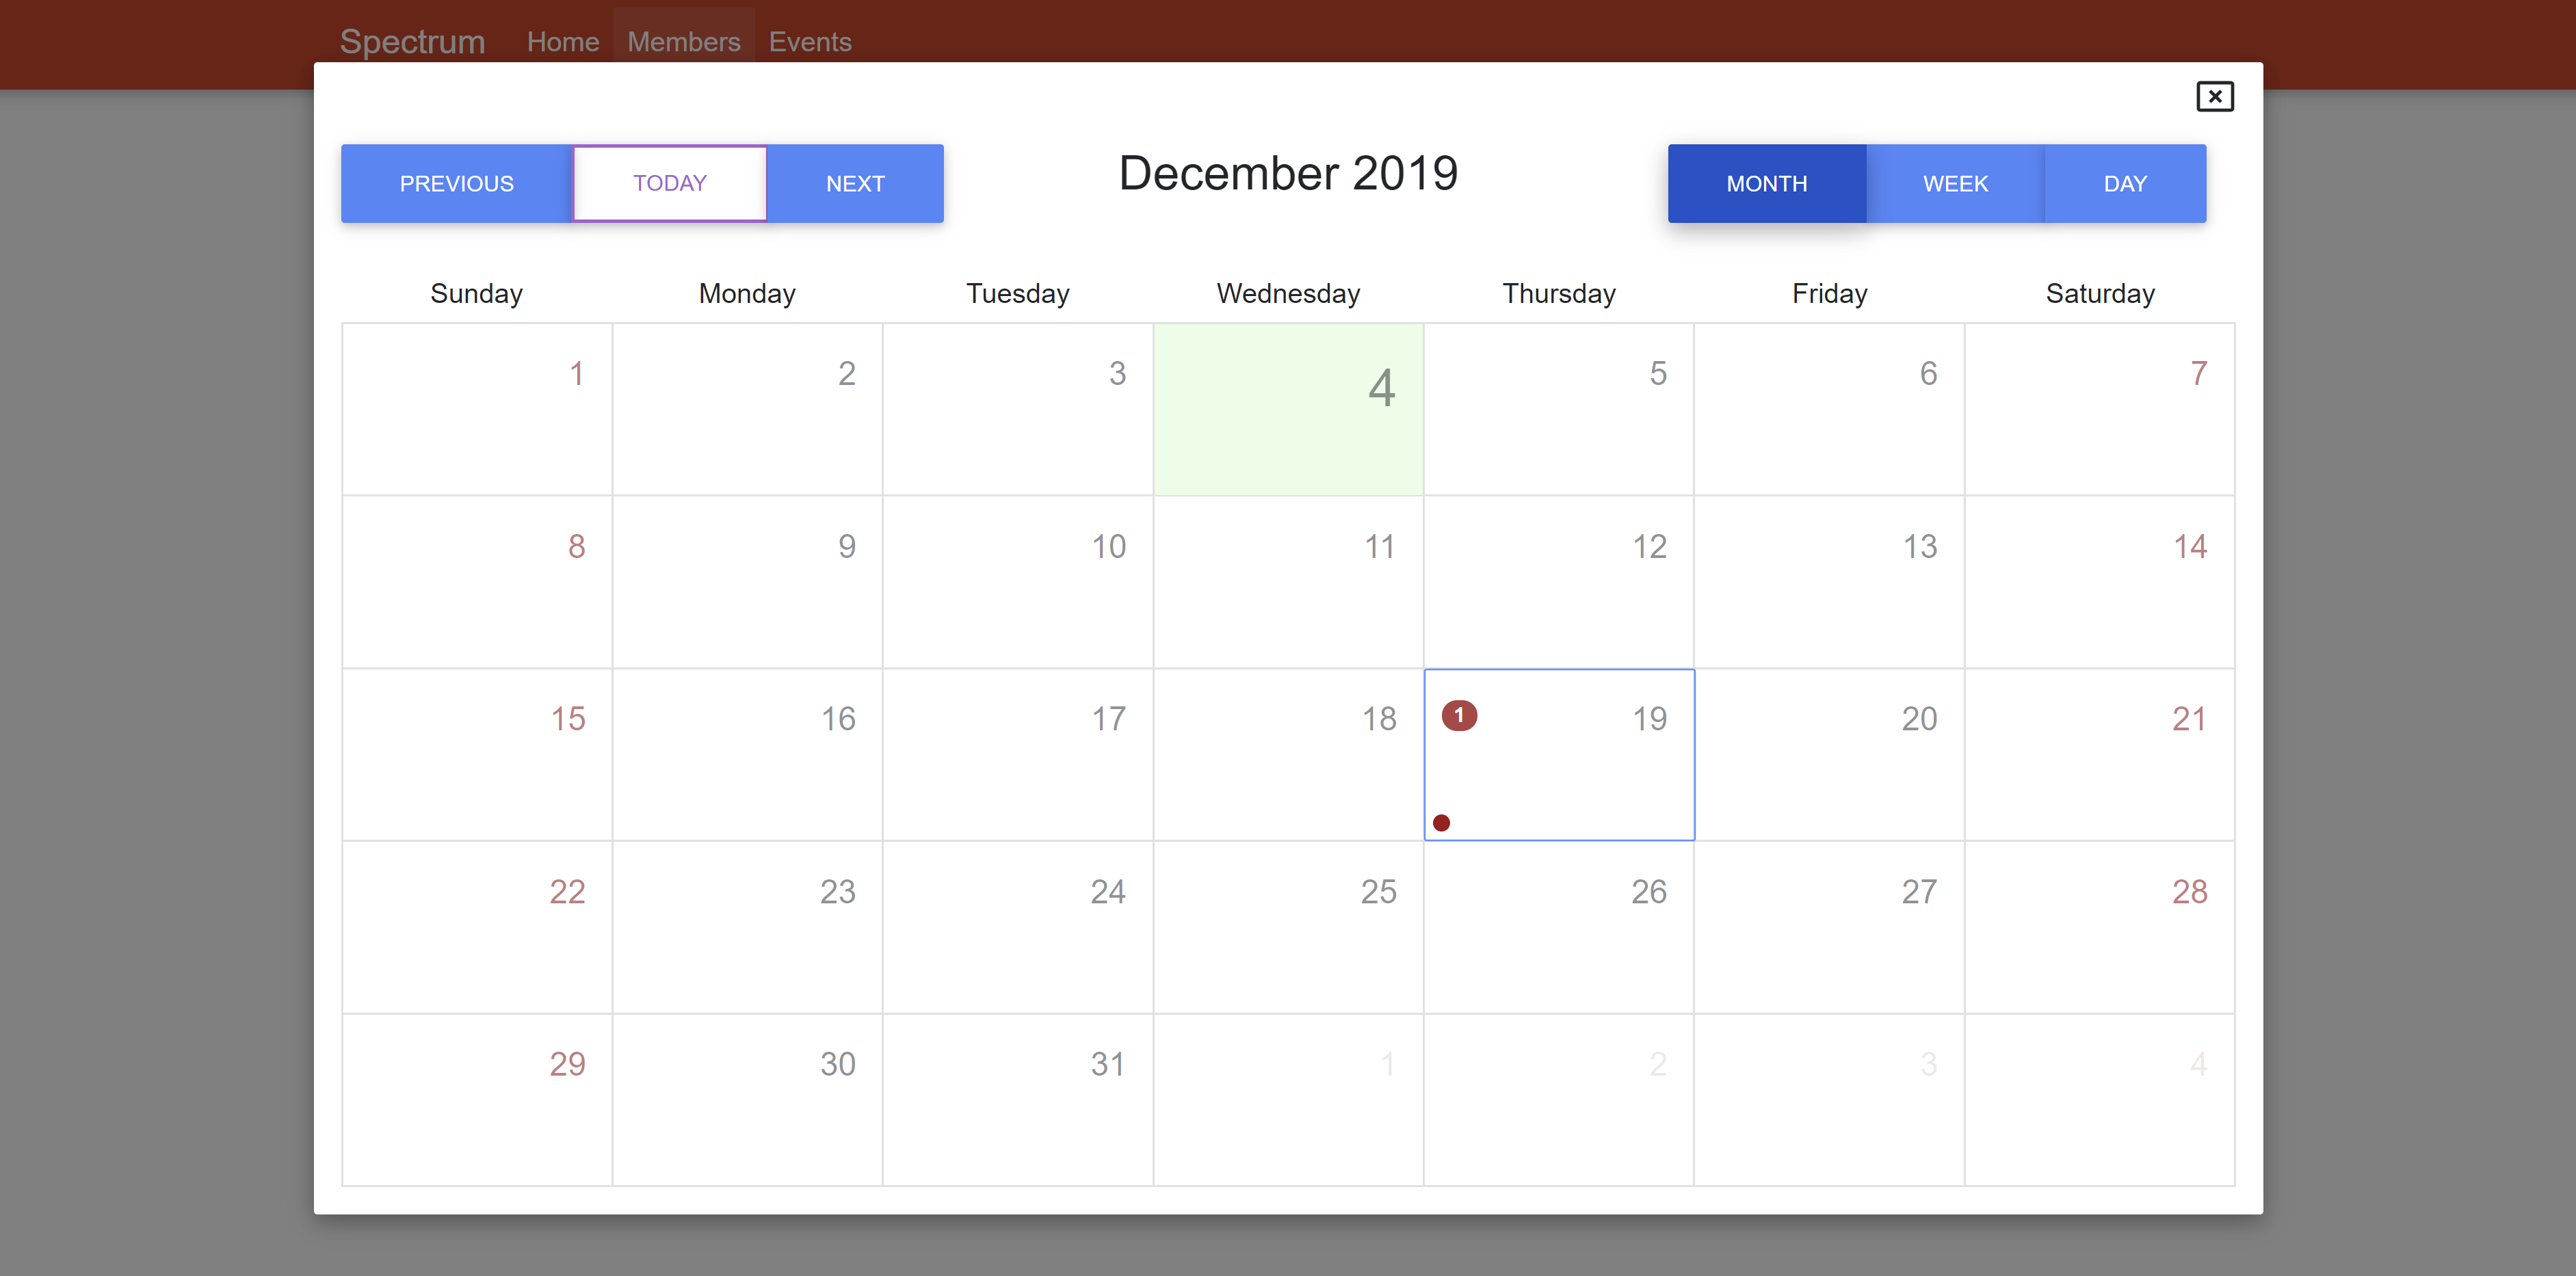 Spectrum Home Members Events
PREVIOUS TODAY NEXT December 2019 MONTH WEEK DAY
Sunday Monday Tuesday Wednesday Thursday Friday Saturday
1 2 3 4 5 6 7
8 9 10 11 12 13 14
15 16 17 18 1 19 20 21
22 23 24 25 26 27 28
29 30 31 1 2 3 4